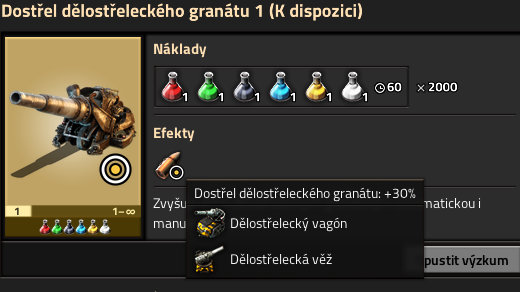 Dostřel dělostřeleckého granátu 1 (K dispozici)
Náklady
1 1 1 1 1 1 60 × 2000
Efekty
Dostřel dělostřeleckého granátu: +30%
Dělostřelecký vagón
Dělostřelecká věž
Zvyšu matickou i
manu
pustit výzkum
1 1–∞